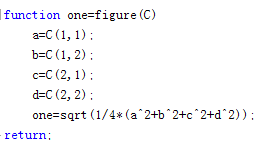 function one=figure(C)
a=C(1,1);
b=C(1,2);
c=C(2,1);
d=C(2,2);
one=sqrt(1/4*(a^2+b^2+c^2+d^2));
return;